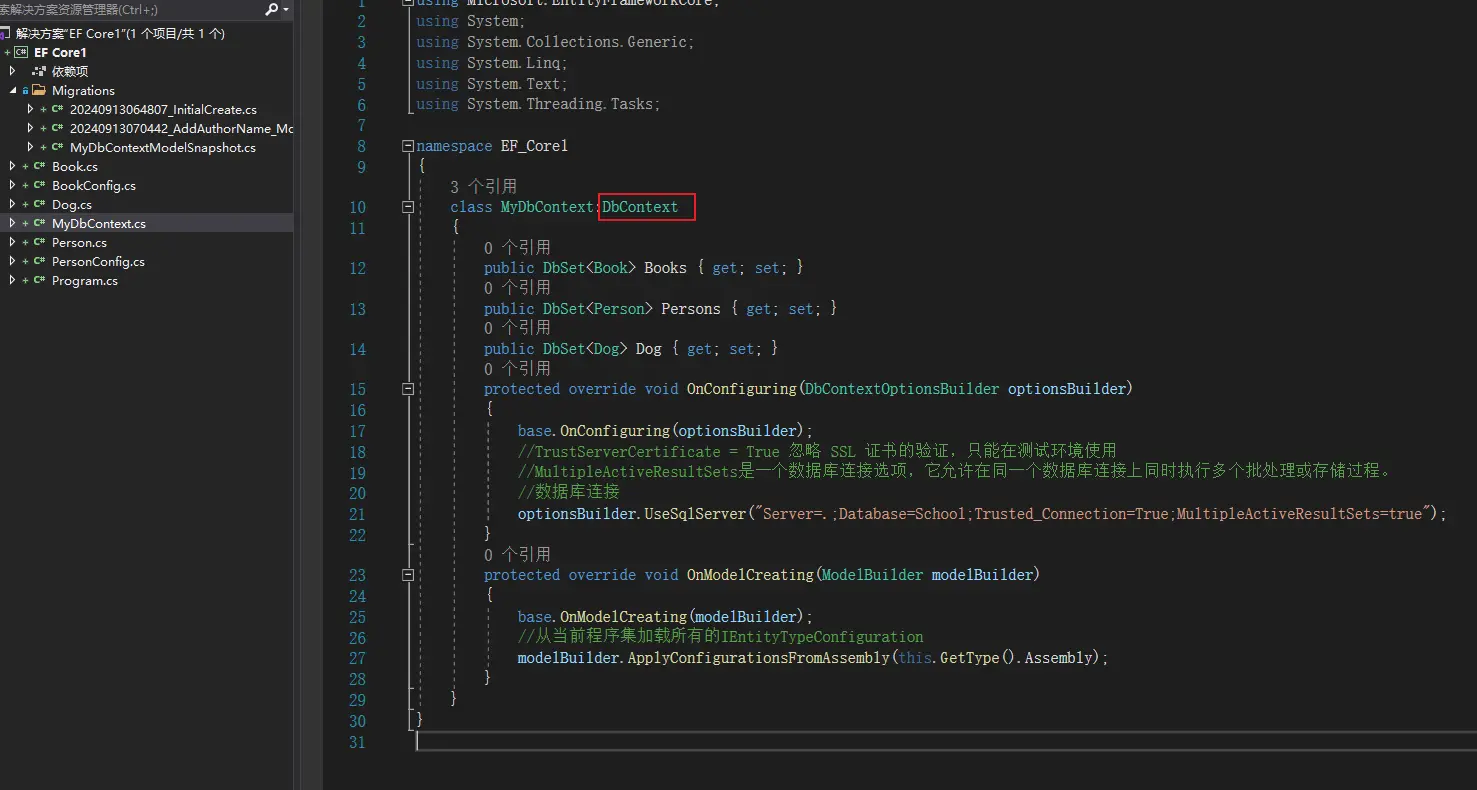 索解决方案资源管理器(Ctrl+;)
解决方案"EF Core1"(1 个项目/共 1 个)
EF Core1
依赖项
Migrations
20240913064807_InitialCreate.cs
20240913070442_AddAuthorName_Mo
MyDbContextModelSnapshot.cs
Book.cs
BookConfig.cs
Dog.cs
MyDbContext.cs
Person.cs
PersonConfig.cs
Program.cs
1 using Microsoft.EntityFrameworkCore;
2 using System;
3 using System.Collections.Generic;
4 using System.Linq;
5 using System.Text;
6 using System.Threading.Tasks;
7
8 namespace EF_Core1
9 {
3 个引用
10 class MyDbContext:DbContext
11 {
0 个引用
12 public DbSet<Book> Books { get; set; }
0 个引用
13 public DbSet<Person> Persons { get; set; }
0 个引用
14 public DbSet<Dog> Dog { get; set; }
0 个引用
15 protected override void OnConfiguring(DbContextOptionsBuilder optionsBuilder)
16 {
17 base.OnConfiguring(optionsBuilder);
18 //TrustServerCertificate = True 忽略 SSL 证书的验证，只能在测试环境使用
19 //MultipleActiveResultSets是一个数据库连接选项，它允许在同一个数据库连接上同时执行多个批处理或存储过程。
20 //数据库连接
21 optionsBuilder.UseSqlServer("Server=.;Database=School;Trusted_Connection=True;MultipleActiveResultSets=true");
22 }
0 个引用
23 protected override void OnModelCreating(ModelBuilder modelBuilder)
24 {
25 base.OnModelCreating(modelBuilder);
26 //从当前程序集加载所有的IEntityTypeConfiguration
27 modelBuilder.ApplyConfigurationsFromAssembly(this.GetType().Assembly);
28 }
29 }
30 }
31